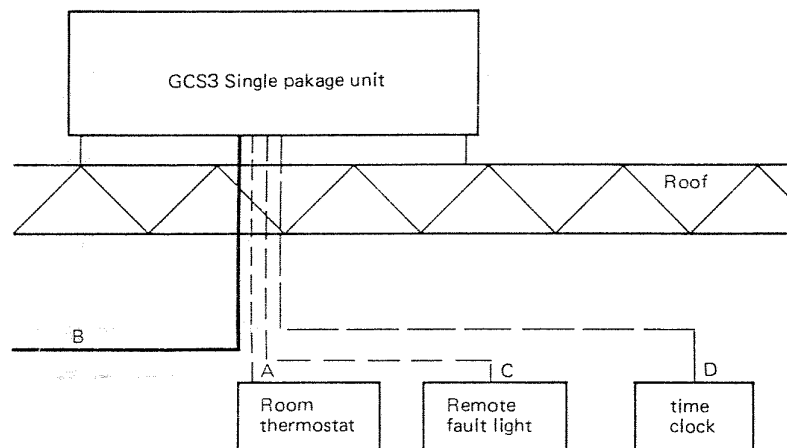 GCS3 Single pakage unit
Roof
B
A
C
D
Room
thermostat
Remote
fault light
time
clock